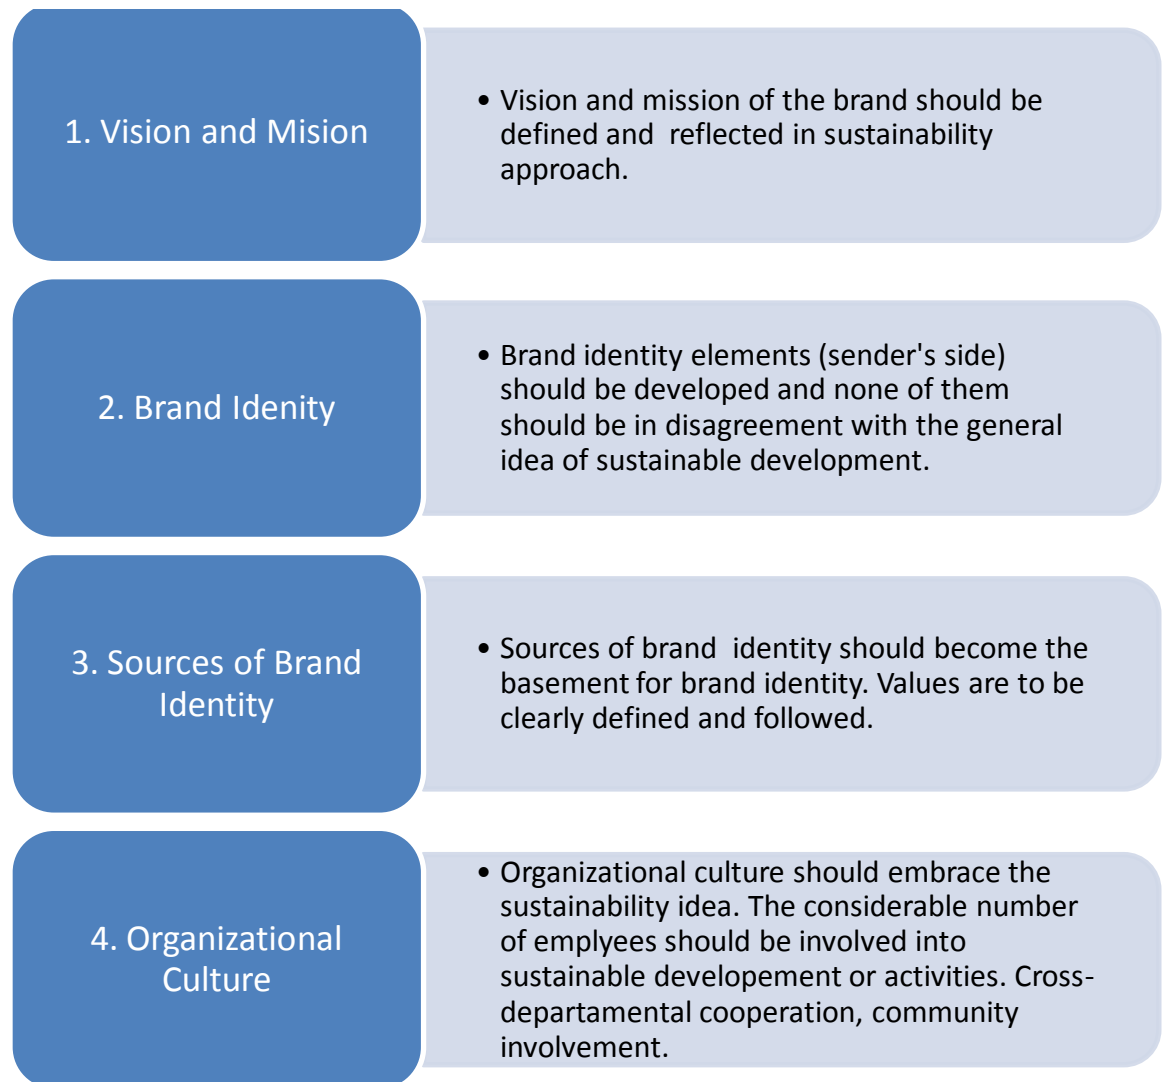 1. Vision and Mision
• Vision and mission of the brand should be
defined and  reflected in sustainability
approach.
2. Brand Idenity
• Brand identity elements (sender's side)
should be developed and none of them
should be in disagreement with the general
idea of sustainable development.
3. Sources of Brand
Identity
• Sources of brand  identity should become the
basement for brand identity. Values are to be
clearly defined and followed.
4. Organizational
Culture
• Organizational culture should embrace the
sustainability idea. The considerable number
of emplyees should be involved into
sustainable developement or activities. Cross-
departamental cooperation, community
involvement.